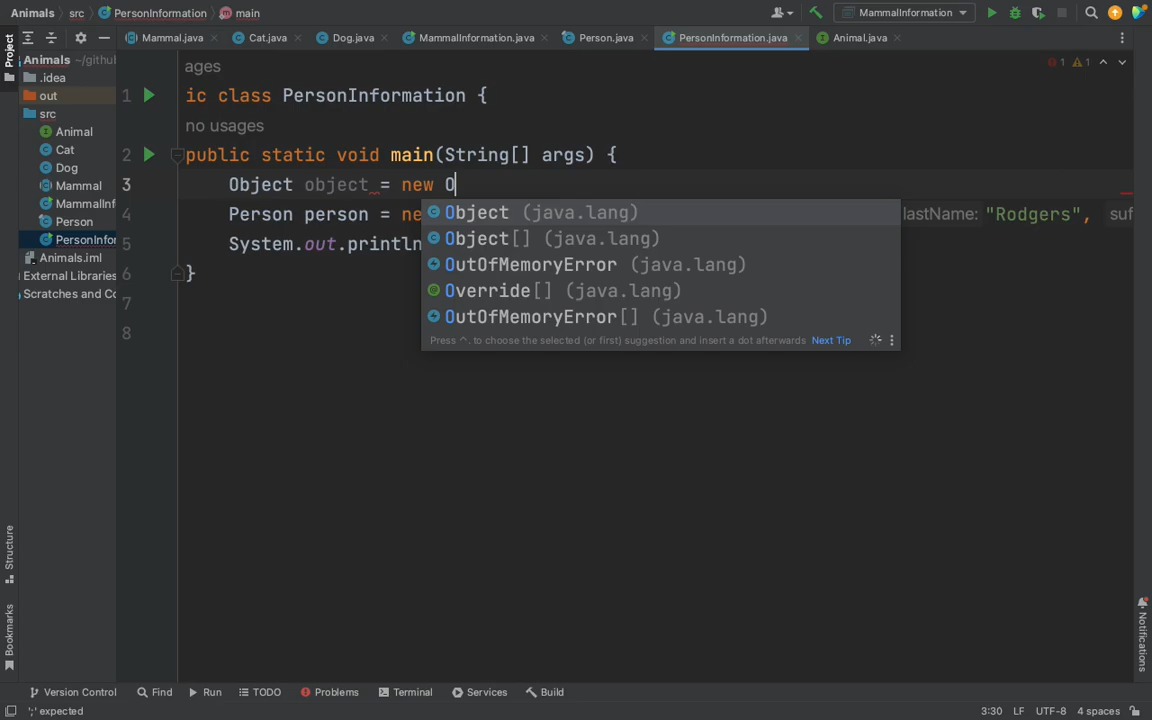 Animals src PersonInformation main MammalInformation
Project Mammal.java Cat.java Dog.java MammalInformation.java Person.java PersonInformation.java Animal.java
Animals ~/github
.idea
out
src
Animal
Cat
Dog
Mammal
MammalInf
Person
PersonInfor
Animals.iml
External Libraries
Scratches and Co
ages
1 ic class PersonInformation {
no usages
2 public static void main(String[] args) {
3 Object object = new O
4 Person person = ne lastName: "Rodgers", suf
5 System.out.println
6 }
7
8
1 1
Object (java.lang)
Object[] (java.lang)
OutOfMemoryError (java.lang)
Override[] (java.lang)
OutOfMemoryError[] (java.lang)
Press ^. to choose the selected (or first) suggestion and insert a dot afterwards Next Tip
Structure
Bookmarks
Notifications
Version Control Find Run TODO Problems Terminal Services Build
';' expected 3:30 LF UTF-8 4 spaces